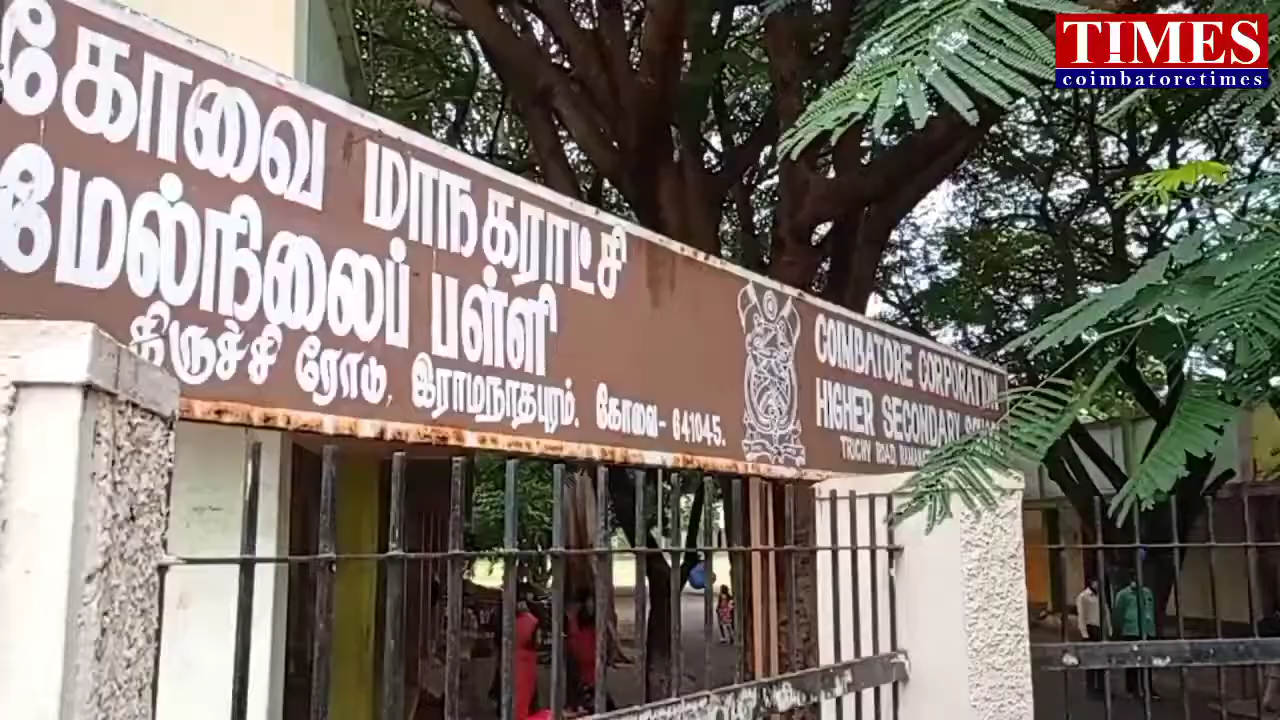 கோவை மாநகராட்சி
மேல்நிலைப் பள்ளி
திருச்சி ரோடு, இராமநாதபுரம். கோவை- 641045.
COIMBATORE CORPORATION
HIGHER SECONDARY
TRICHY ROAD
TIMES
coimbatoretimes